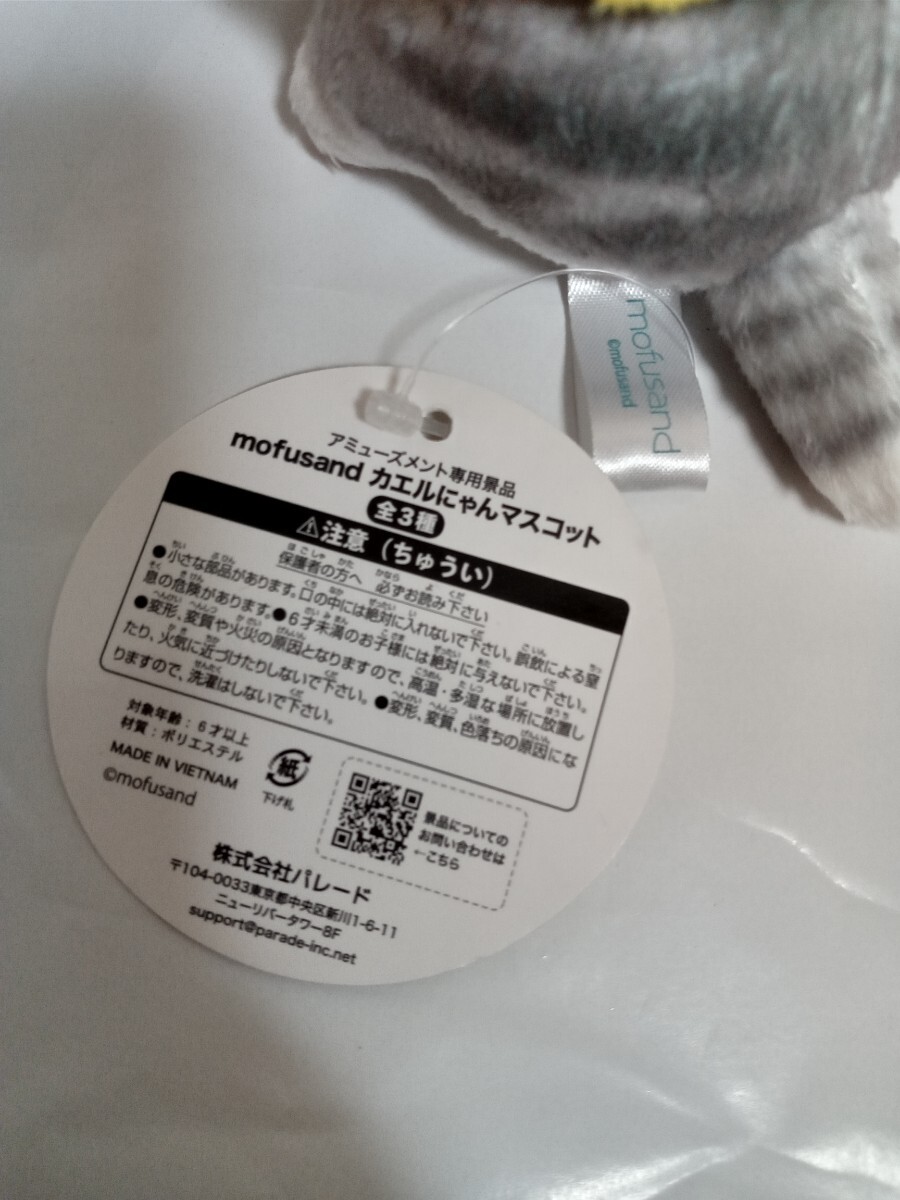 mofusand
©mofusand
アミューズメント専用景品
mofusand カエルにゃんマスコット
全3種
⚠注意（ちゅうい）
保護者の方へ 必ずお読み下さい
●小さな部品があります。口の中には絶対に入れないで下さい。誤飲による窒
息の危険があります。●6才未満のお子様には絶対に与えないで下さい。
●変形、変質や火災の原因となりますので、高温・多湿な場所に放置し
たり、火気に近づけたりしないで下さい。●変形、変質、色落ちの原因にな
りますので、洗濯はしないで下さい。
対象年齢：6才以上
材質：ポリエステル
MADE IN VIETNAM
©mofusand
紙
下げ札
景品についての
お問い合わせは
←こちら
株式会社パレード
〒104-0033東京都中央区新川1-6-11
ニューリバータワー8F
support@parade-inc.net